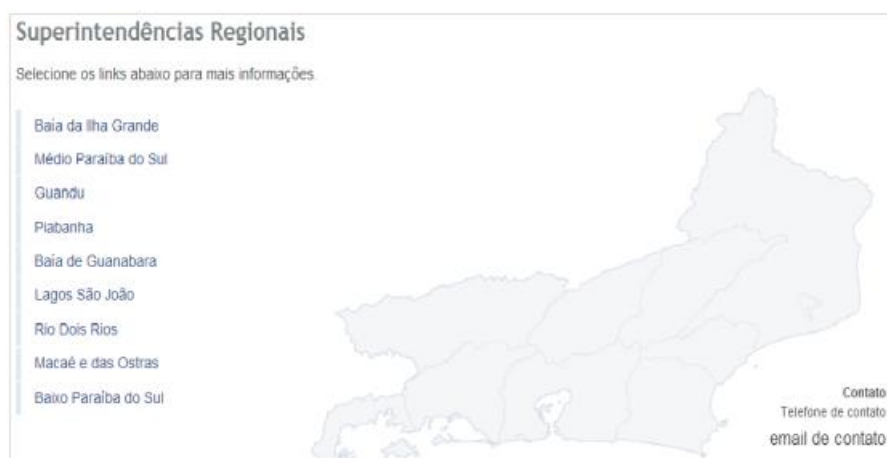 Superintendências Regionais
Selecione os links abaixo para mais informações.
Baía da Ilha Grande
Médio Paraíba do Sul
Guandu
Piabanha
Baía de Guanabara
Lagos São João
Rio Dois Rios
Macaé e das Ostras
Baixo Paraíba do Sul
Contato
Telefone de contato
email de contato